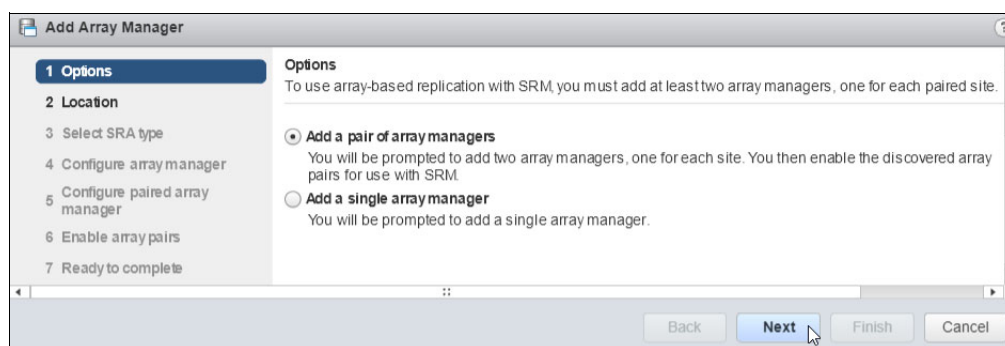 Add Array Manager
?
1 Options
2 Location
3 Select SRA type
4 Configure array manager
5 Configure paired array
manager
6 Enable array pairs
7 Ready to complete
Options
To use array-based replication with SRM, you must add at least two array managers, one for each paired site.
Add a pair of array managers
You will be prompted to add two array managers, one for each site. You then enable the discovered array
pairs for use with SRM.
Add a single array manager
You will be prompted to add a single array manager.
Back
Next
Finish
Cancel